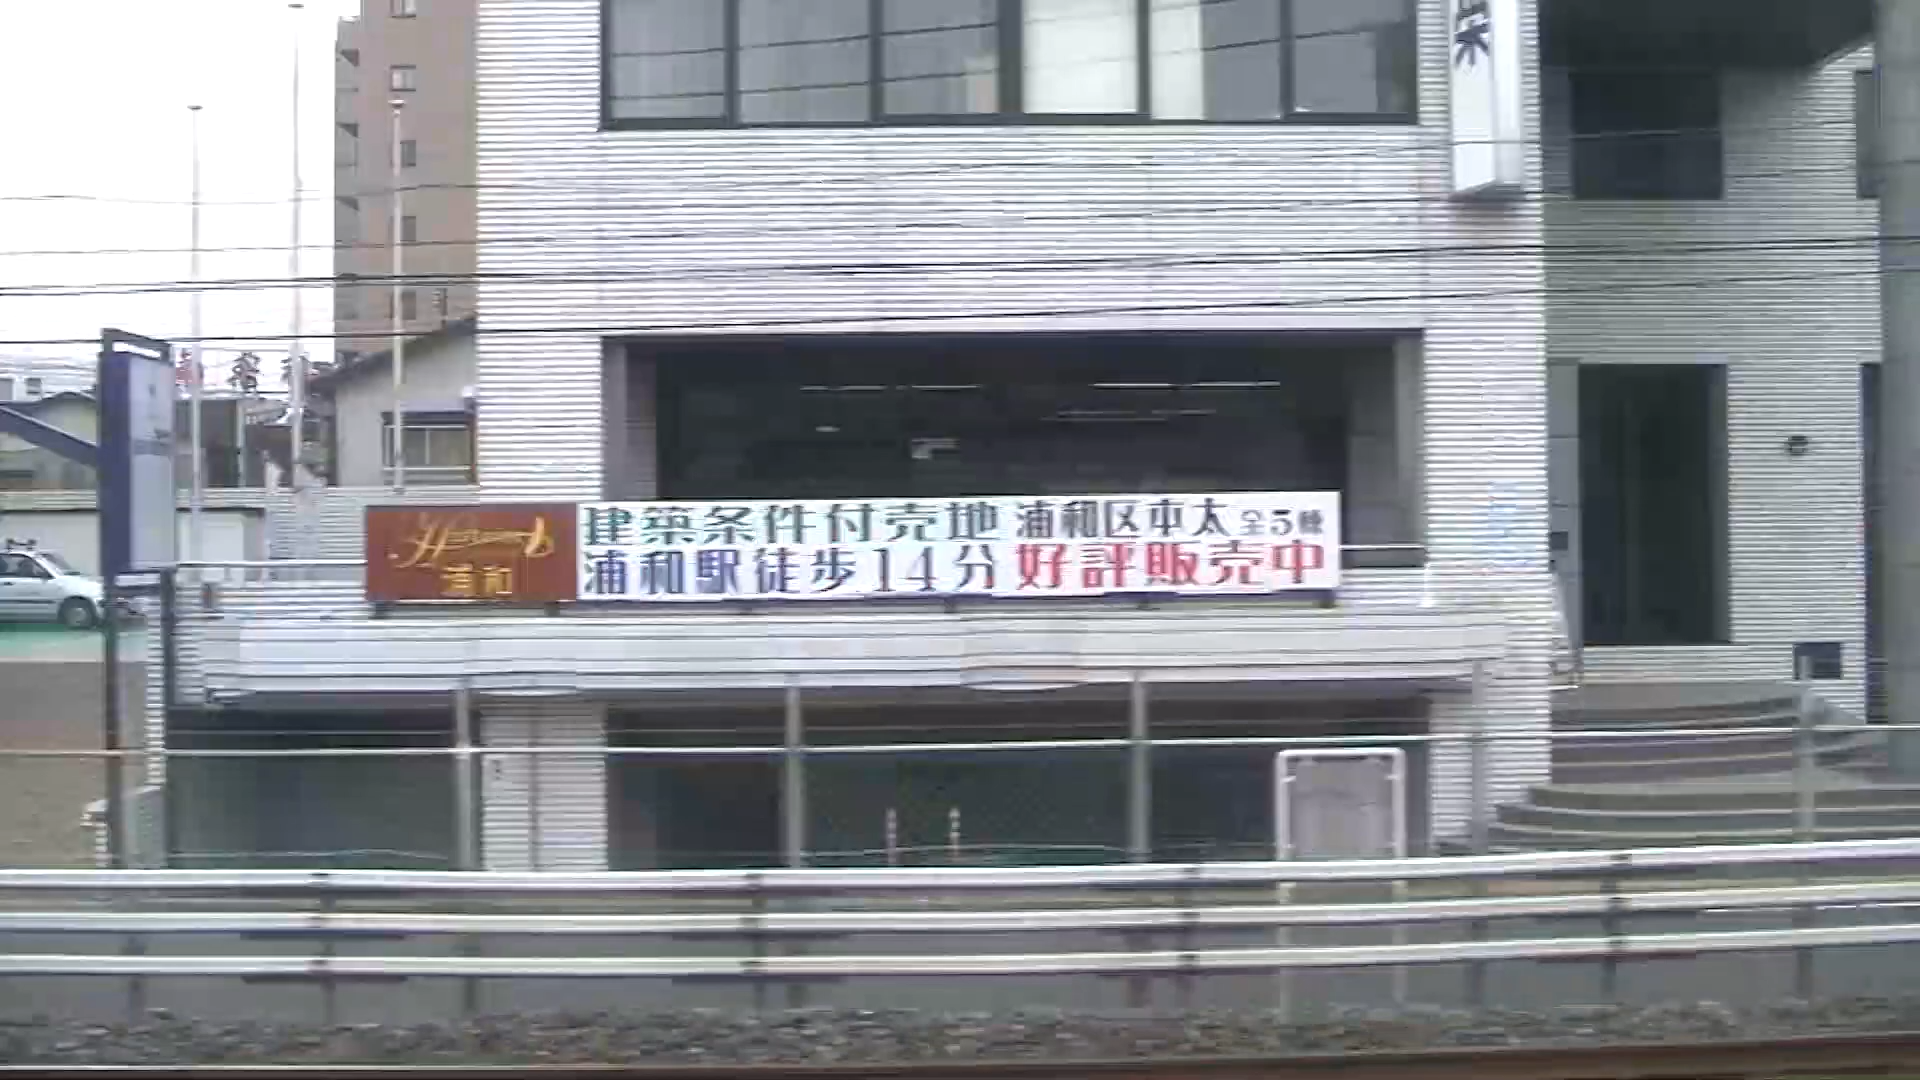 栄
建築条件付売地 浦和区本太 全5棟
浦和駅徒歩14分 好評販売中
浦和